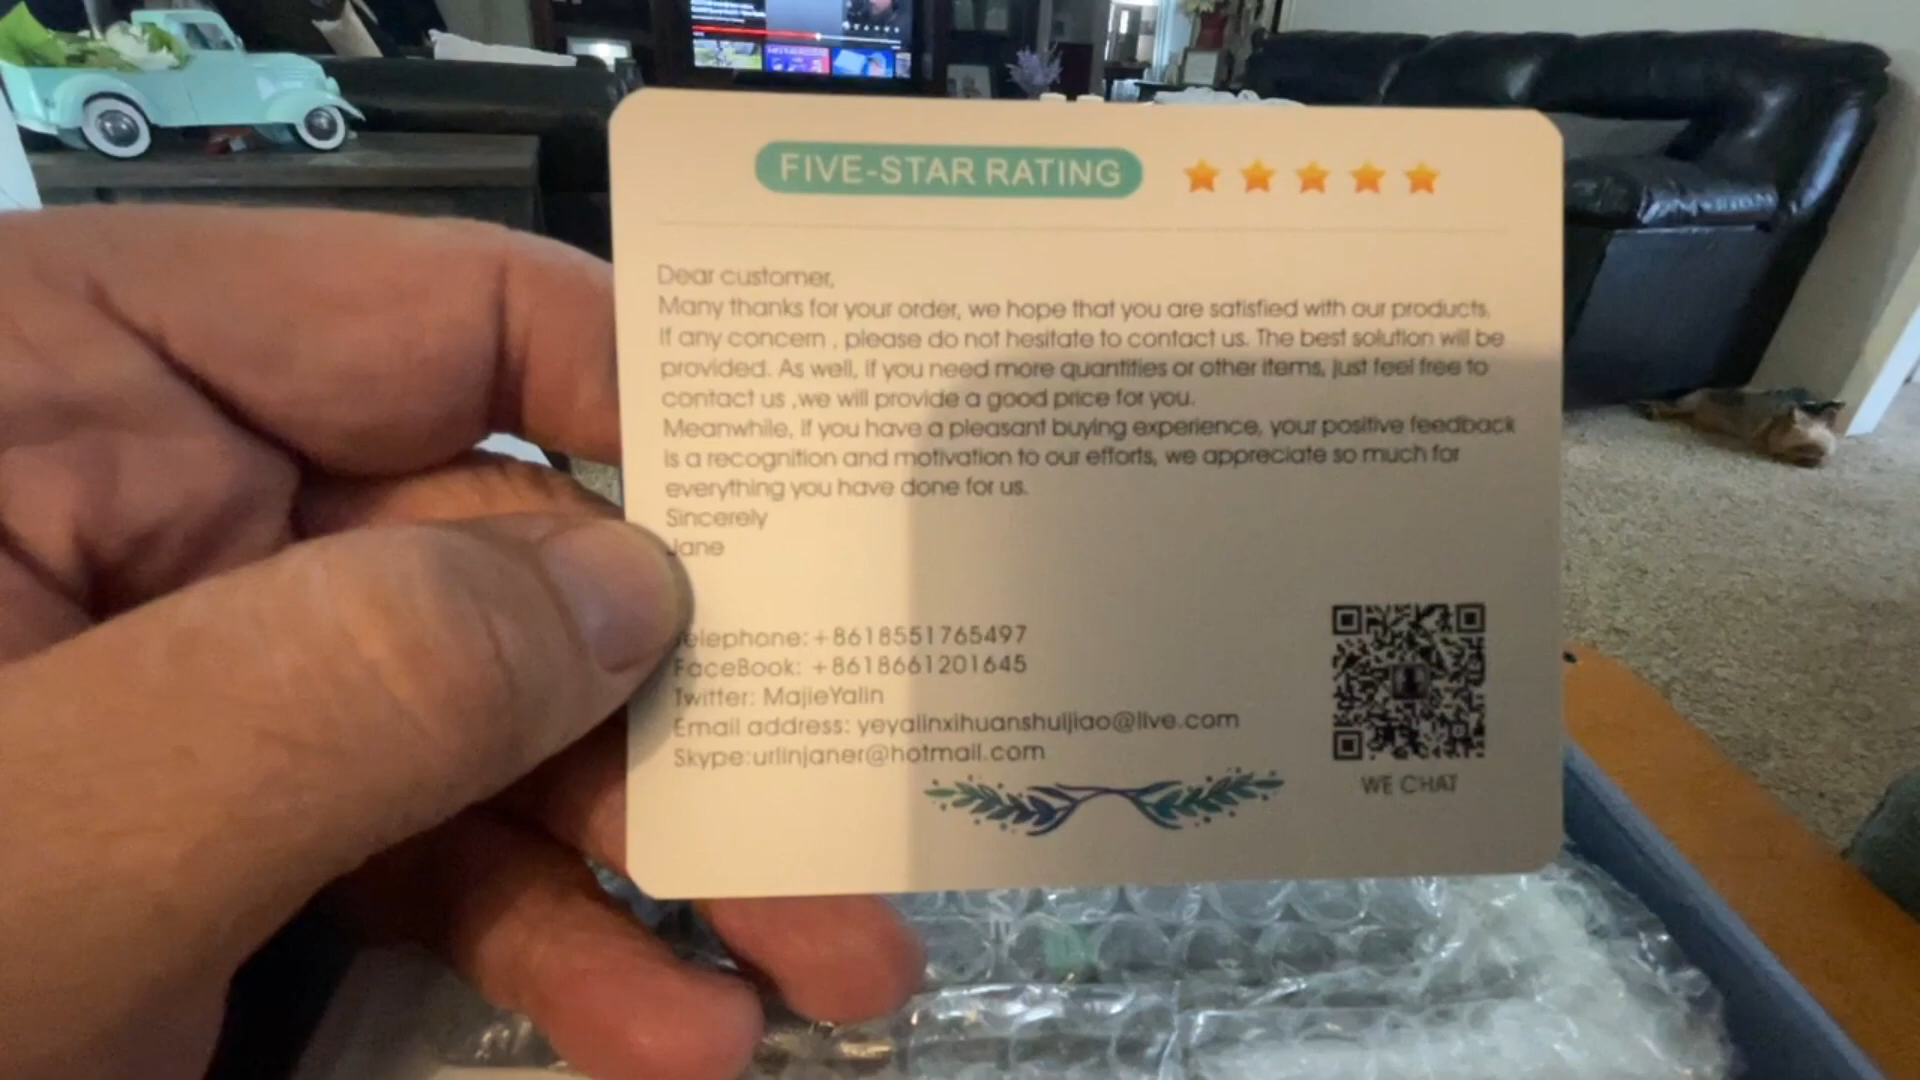 FIVE-STAR RATING
Dear customer,
Many thanks for your order, we hope that you are satisfied with our products.
If any concern , please do not hesitate to contact us. The best solution will be
provided. As well, if you need more quantities or other items, just feel free to
contact us ,we will provide a good price for you.
Meanwhile, if you have a pleasant buying experience, your positive feedback
is a recognition and motivation to our efforts, we appreciate so much for
everything you have done for us.
Sincerely
Jane
Telephone: +8618551765497
FaceBook: +8618661201645
Twitter: MajieYalin
Email address: yeyalinxihuanshuijiao@live.com
Skype:urlinjaner@hotmail.com
WE CHAT